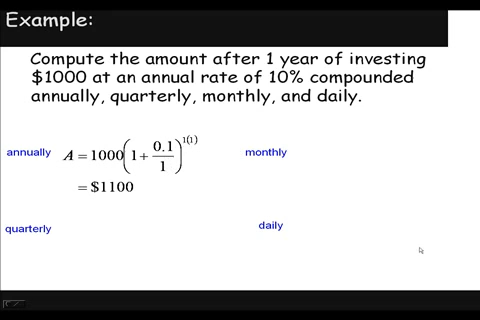 Example:
Compute the amount after 1 year of investing
$1000 at an annual rate of 10% compounded
annually, quarterly, monthly, and daily.
annually A = 1000(1 + 0.1/1)^1(1) monthly
= $1100
quarterly daily